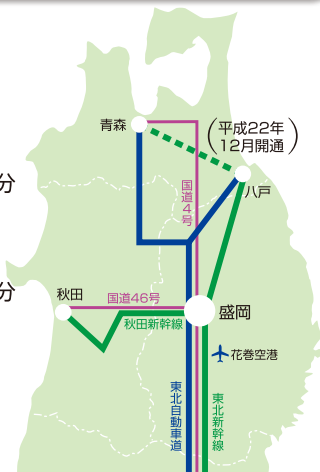 青森
(平成22年
12月開通)
分
国道4号
八戸
分
秋田
国道46号
盛岡
秋田新幹線
花巻空港
東北自動車道
東北新幹線